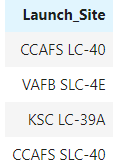 Launch_Site
CCAFS LC-40
VAFB SLC-4E
KSC LC-39A
CCAFS SLC-40